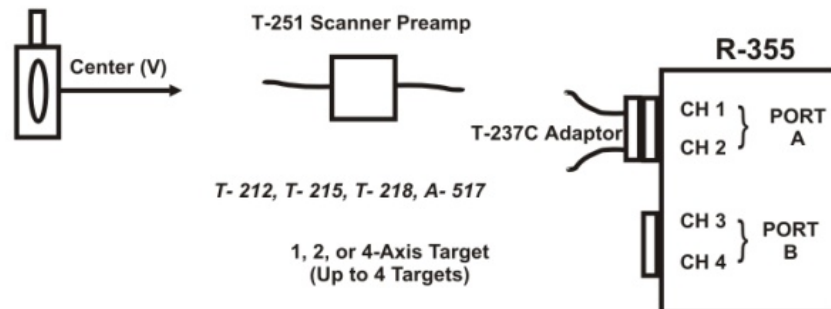 T-251 Scanner Preamp
R-355
Center (V)
T-237C Adaptor
CH 1
CH 2
PORT
A
T- 212, T- 215, T- 218, A- 517
1, 2, or 4-Axis Target
(Up to 4 Targets)
CH 3
CH 4
PORT
B